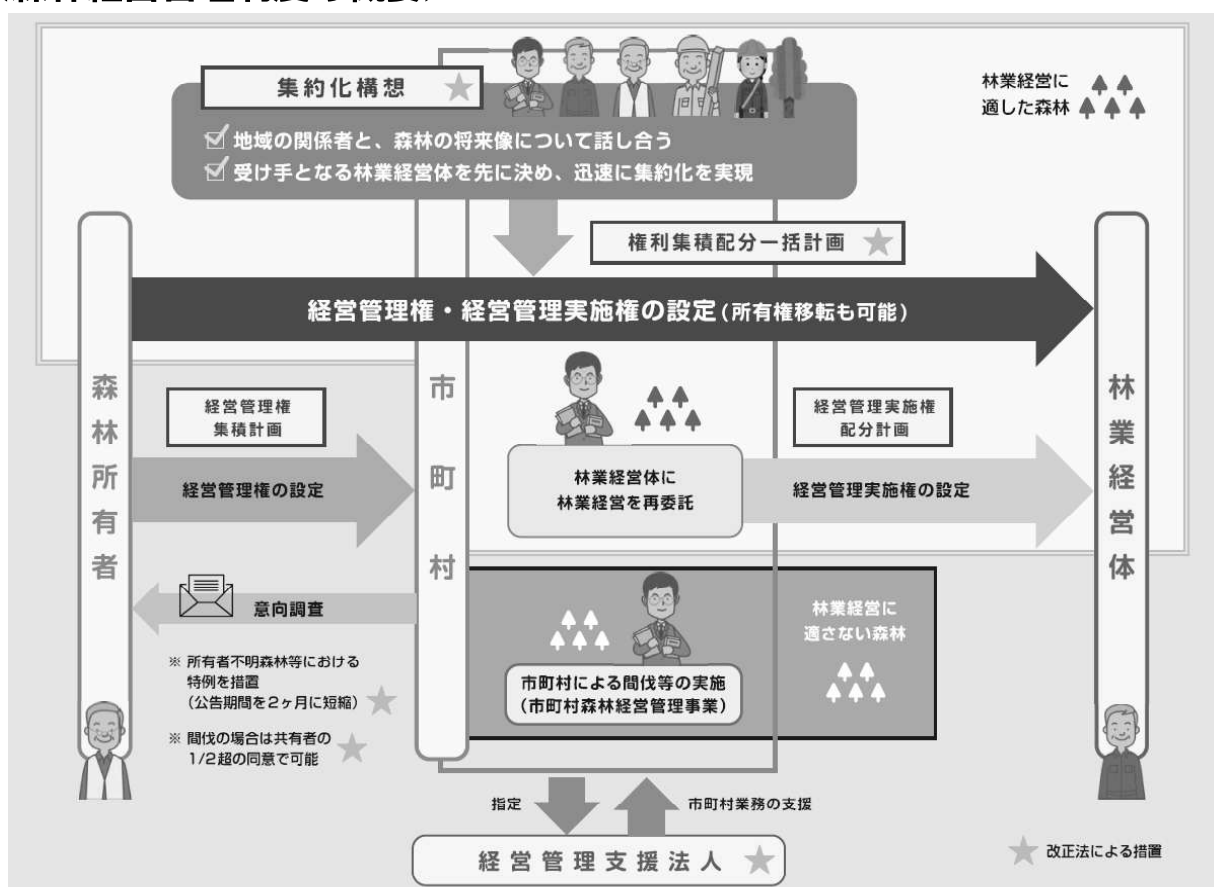 集約化構想
地域の関係者と、森林の将来像について話し合う
受け手となる林業経営体を先に決め、迅速に集約化を実現
林業経営に
適した森林
権利集積配分一括計画
経営管理権・経営管理実施権の設定(所有権移転も可能)
森林所有者
市町村
林業経営体
経営管理権
集積計画
経営管理権の設定
林業経営体に
林業経営を再委託
経営管理実施権
配分計画
経営管理実施権の設定
意向調査
※ 所有者不明森林等における
特例を措置
(公告期間を2ヶ月に短縮)
※ 間伐の場合は共有者の
1/2超の同意で可能
市町村による間伐等の実施
(市町村森林経営管理事業)
林業経営に
適さない森林
指定
市町村業務の支援
経営管理支援法人
改正法による措置